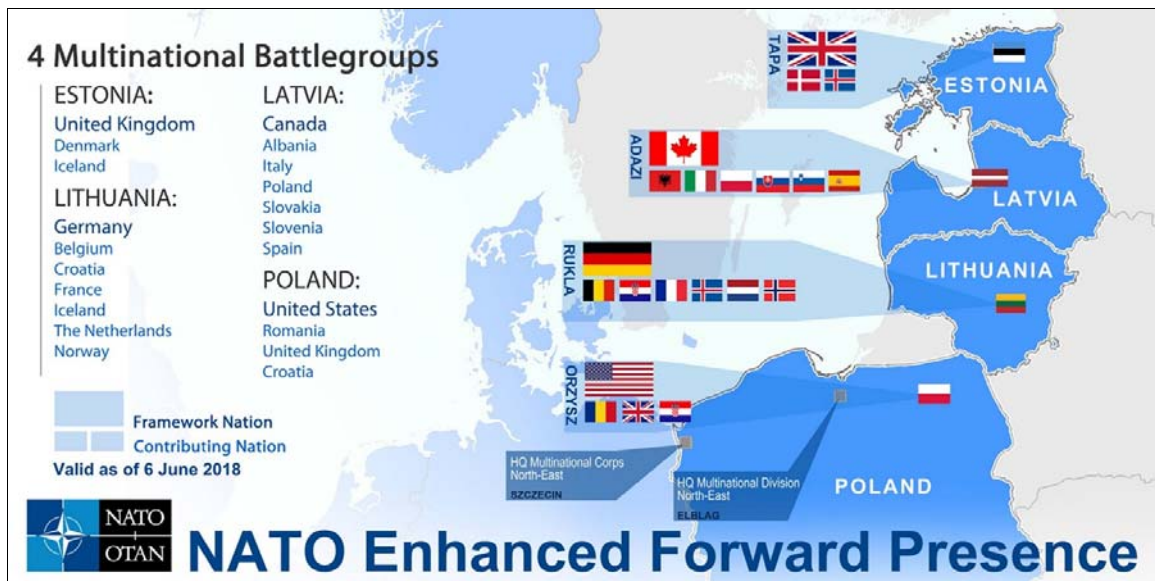 4 Multinational Battlegroups
ESTONIA:
United Kingdom
Denmark
Iceland
LITHUANIA:
Germany
Belgium
Croatia
France
Iceland
The Netherlands
Norway
LATVIA:
Canada
Albania
Italy
Poland
Slovakia
Slovenia
Spain
POLAND:
United States
Romania
United Kingdom
Croatia
Framework Nation
Contributing Nation
Valid as of 6 June 2018
TAPA
ESTONIA
ADAZI
LATVIA
RUKLA
LITHUANIA
ORZYSZ
HQ Multinational Corps
North-East
SZCZECIN
HQ Multinational Division
North-East
ELBLAG
POLAND
NATO
OTAN
NATO Enhanced Forward Presence